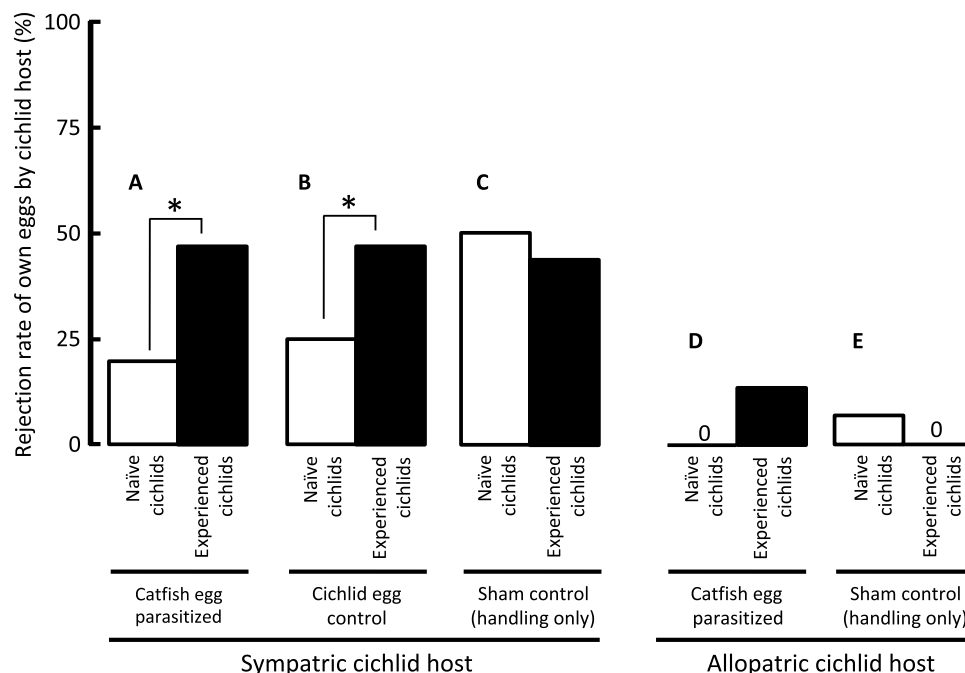 Rejection rate of own eggs by cichlid host (%)
100
75
50
25
0
A
*
B
*
C
D
0
E
0
Naïve
cichlids
Experienced
cichlids
Naïve
cichlids
Experienced
cichlids
Naïve
cichlids
Experienced
cichlids
Naïve
cichlids
Experienced
cichlids
Naïve
cichlids
Experienced
cichlids
Catfish egg
parasitized
Cichlid egg
control
Sham control
(handling only)
Catfish egg
parasitized
Sham control
(handling only)
Sympatric cichlid host
Allopatric cichlid host